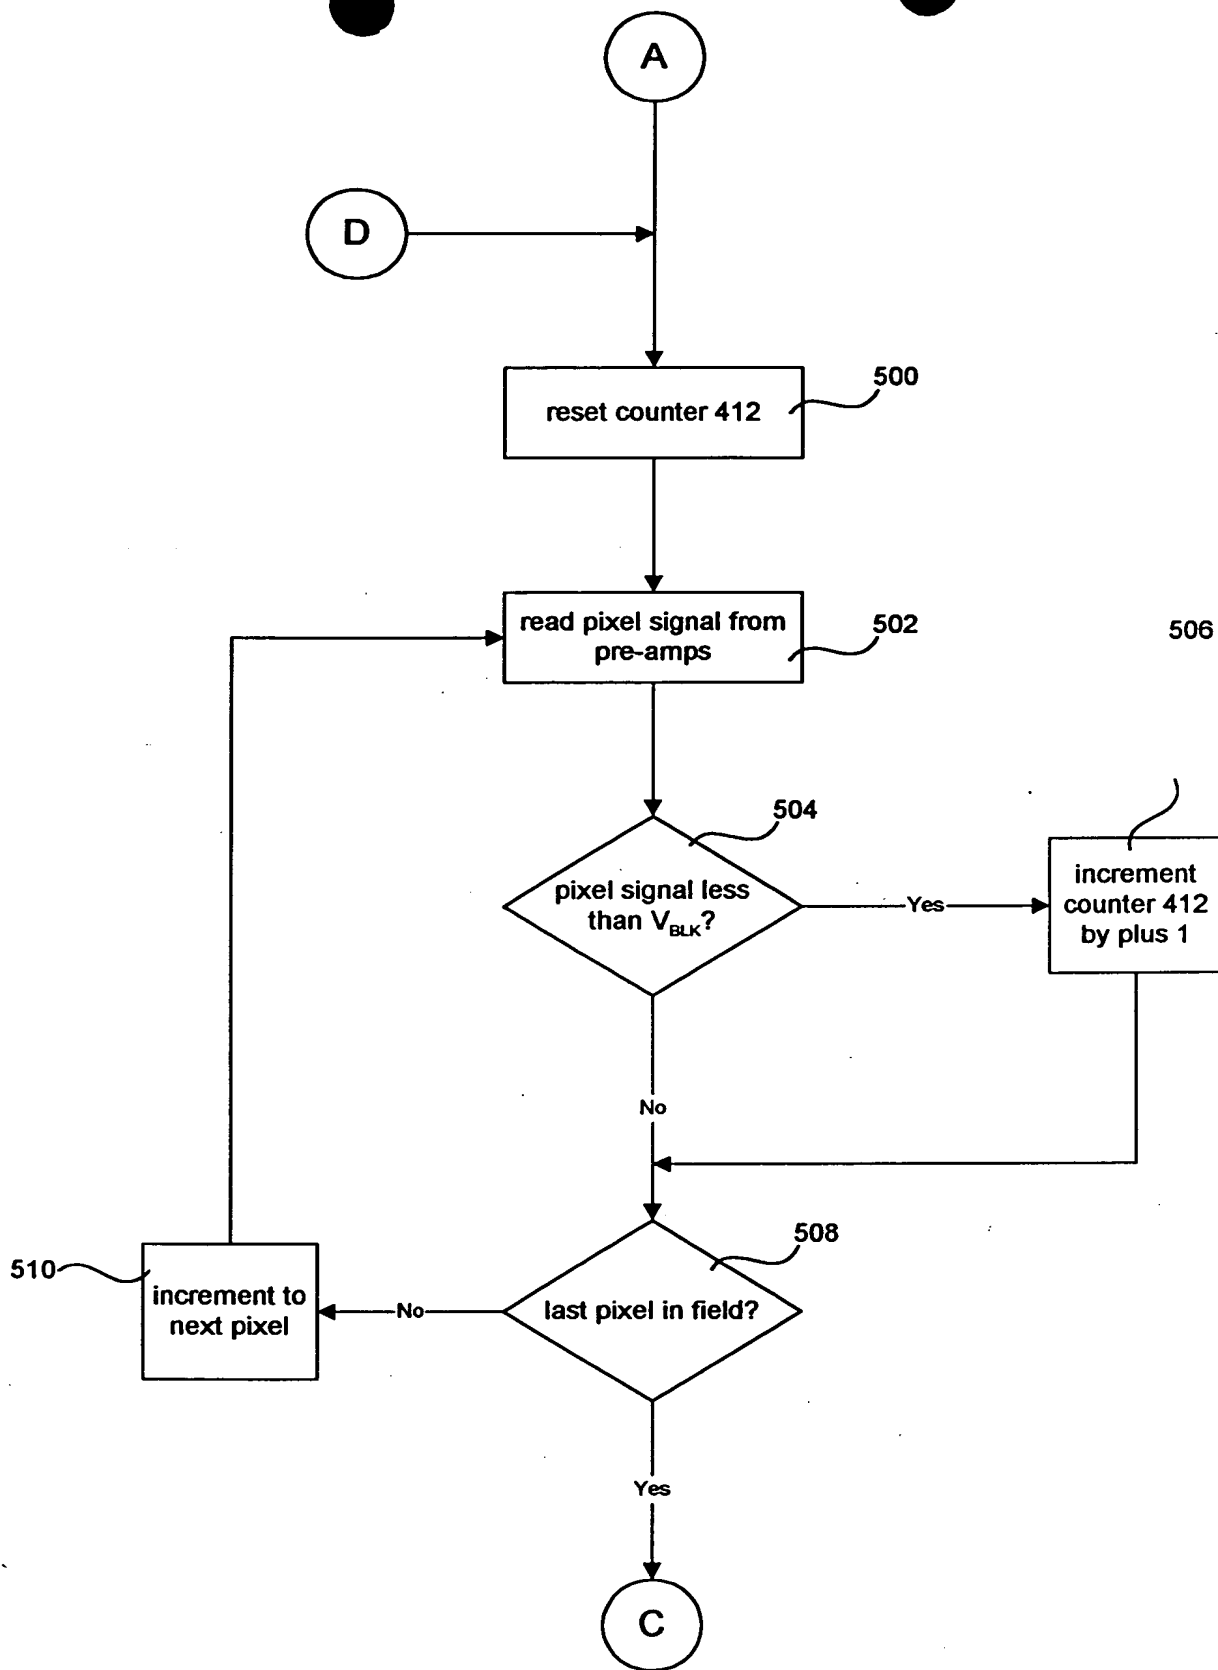 A
D
500
reset counter 412
502
506
read pixel signal from
pre-amps
504
pixel signal less
than V_BLK?
Yes
increment
counter 412
by plus 1
No
508
510
increment to
next pixel
No
last pixel in field?
Yes
C